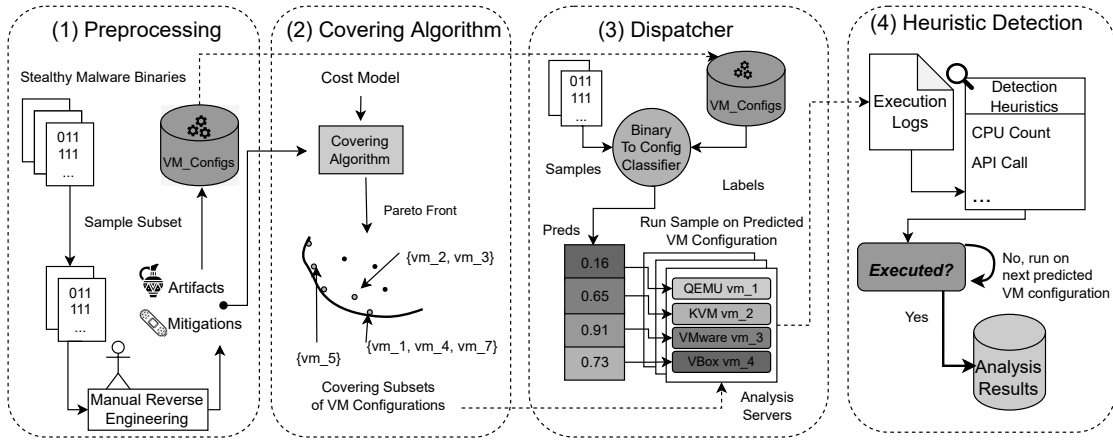 (1) Preprocessing
Stealthy Malware Binaries
011
111
...
VM_Configs
Sample Subset
011
111
...
Artifacts
Mitigations
Manual Reverse
Engineering
(2) Covering Algorithm
Cost Model
Covering
Algorithm
Pareto Front
{vm_2, vm_3}
{vm_5}
{vm_1, vm_4, vm_7}
Covering Subsets
of VM Configurations
(3) Dispatcher
011
111
...
VM_Configs
Binary
To Config
Classifier
Samples
Labels
Preds
Run Sample on Predicted
VM Configuration
0.16
0.65
0.91
0.73
QEMU vm_1
KVM vm_2
VMware vm_3
VBox vm_4
Analysis
Servers
(4) Heuristic Detection
Execution
Logs
Detection
Heuristics
CPU Count
API Call
...
Executed?
No, run on
next predicted
VM configuration
Yes
Analysis
Results